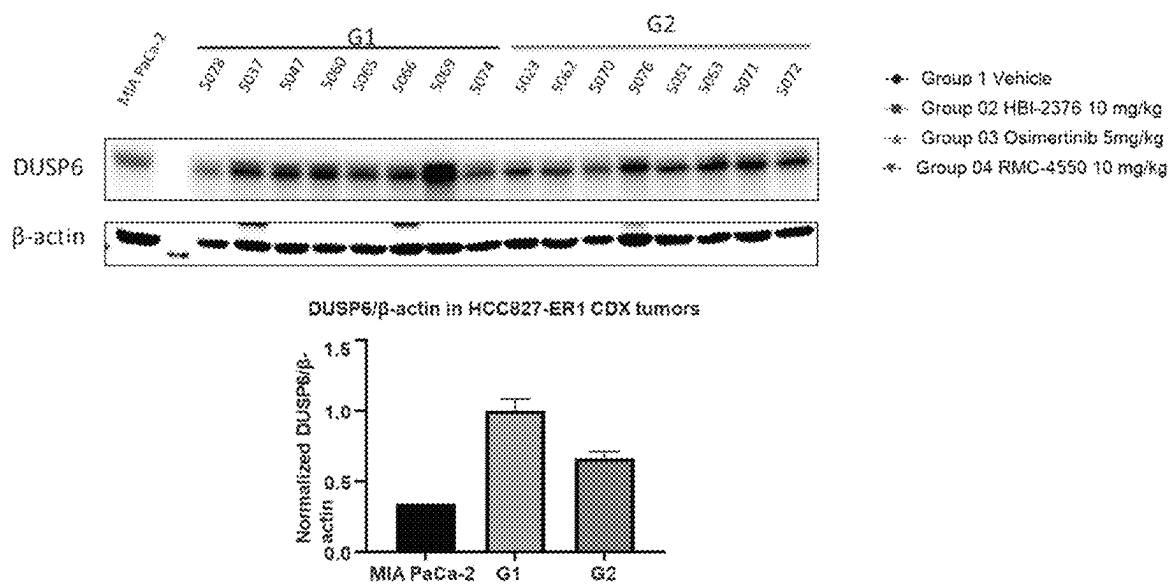 G1
G2
MIA PaCa-2
5028
5037
5047
5060
5065
5066
5069
5074
5023
5062
5070
5076
5051
5053
5071
5072
Group 1 Vehicle
Group 02 HBI-2376 10 mg/kg
Group 03 Osimertinib 5mg/kg
Group 04 RMC-4550 10 mg/kg
DUSP6
β-actin
DUSP6/β-actin in HCC827-ER1 CDX tumors
Normalized DUSP6/β-
actin
1.5
1.0
0.5
0.0
MIA PaCa-2
G1
G2